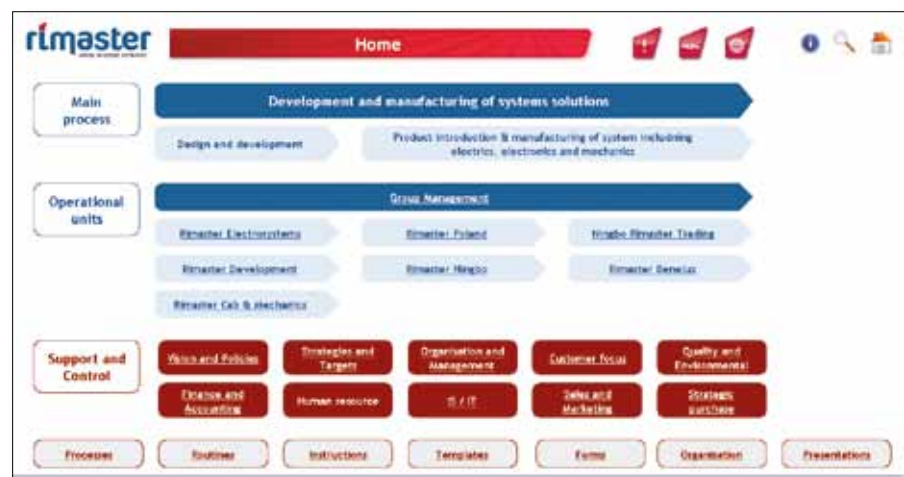 rimaster
Home
Main
process
Development and manufacturing of systems solutions
Design and development
Product introduction & manufacturing of system includning
electrics, electronics and mechanics
Operational
units
Group Management
Rimaster Electrosystems
Rimaster Poland
Ningbo Rimaster Trading
Rimaster Development
Rimaster Ningbo
Rimaster Benelux
Rimaster Cab & Mechanics
Support and
Control
Vision and Policies
Strategies and
Targets
Organisation and
Management
Customer focus
Quality and
Environmental
Finance and
Accounting
Human resource
IS / IT
Sales and
Marketing
Strategic
purchase
Processes
Routines
Instructions
Templates
Forms
Organisation
Presentations